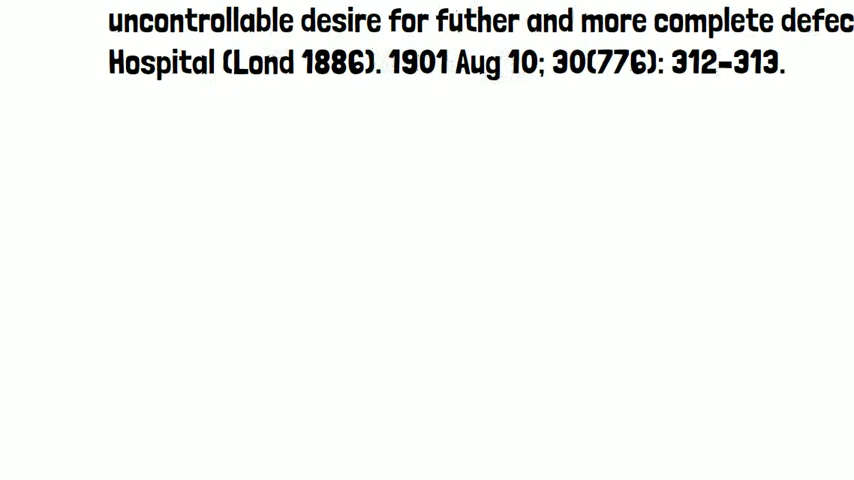 uncontrollable desire for futher and more complete defec
Hospital (Lond 1886). 1901 Aug 10; 30(776): 312-313.